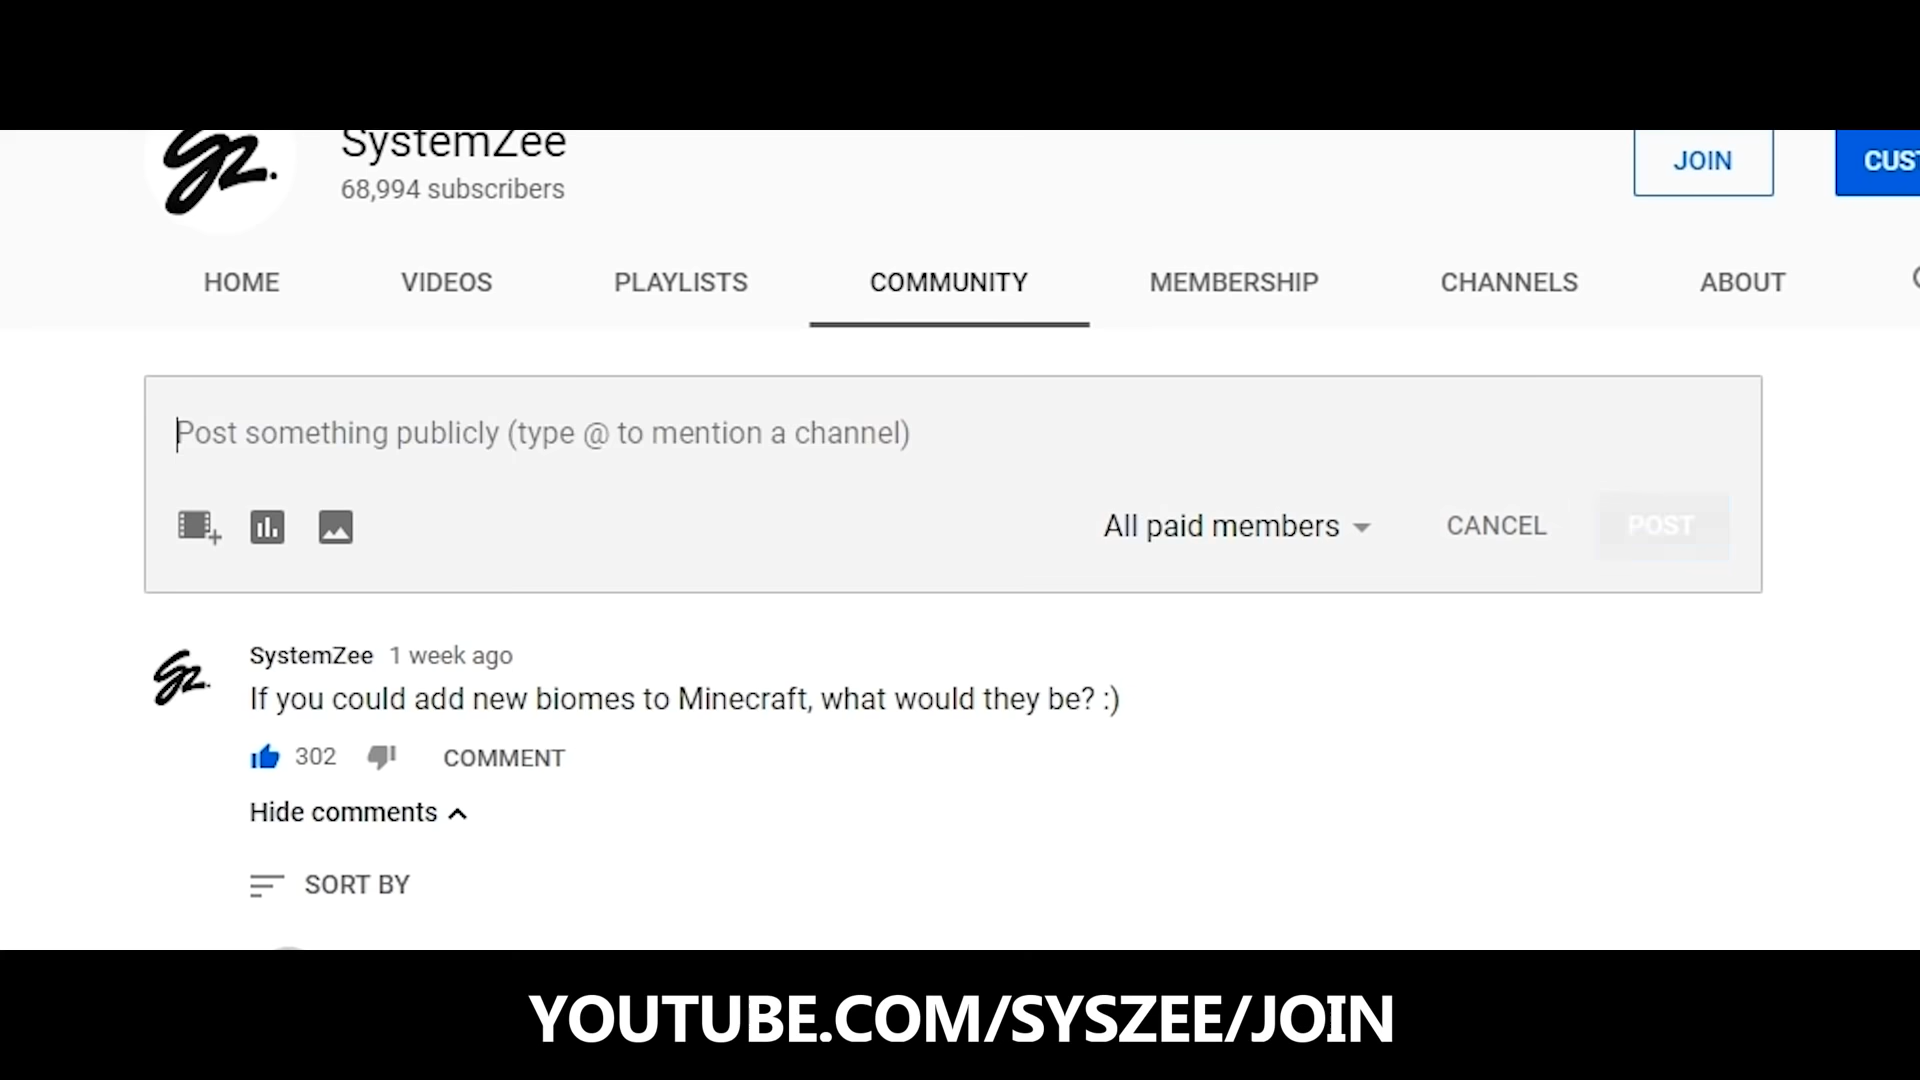 SystemZee
68,994 subscribers
JOIN
CUST
HOME VIDEOS PLAYLISTS COMMUNITY MEMBERSHIP CHANNELS ABOUT
Post something publicly (type @ to mention a channel)
All paid members CANCEL POST
SystemZee 1 week ago
If you could add new biomes to Minecraft, what would they be? :)
302 COMMENT
Hide comments
SORT BY
YOUTUBE.COM/SYSZEE/JOIN